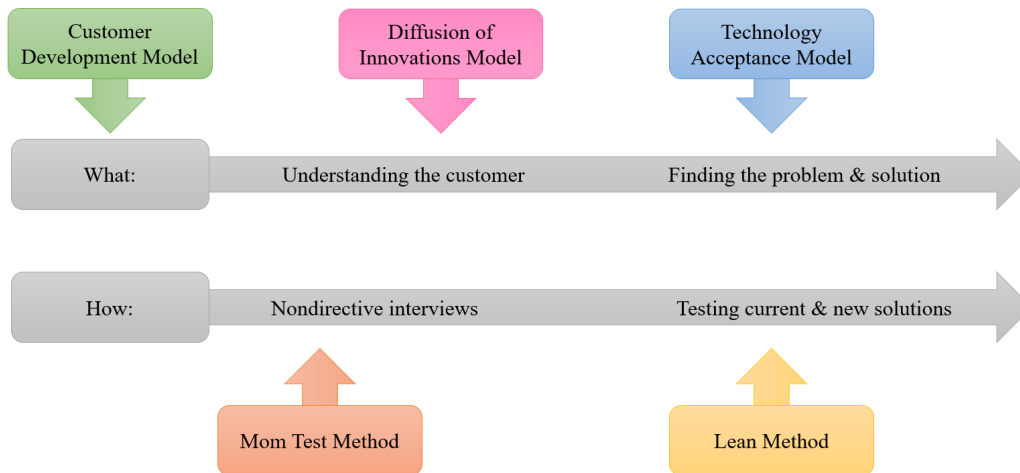 Customer
Development Model
Diffusion of
Innovations Model
Technology
Acceptance Model
What:
Understanding the customer
Finding the problem & solution
How:
Nondirective interviews
Testing current & new solutions
Mom Test Method
Lean Method